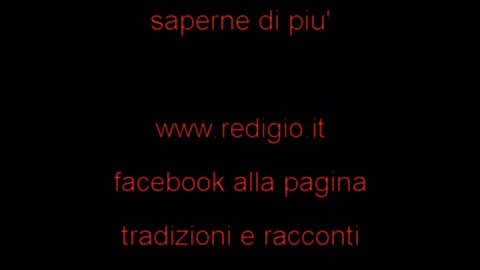 saperne di piu'
www.redigio.it
facebook alla pagina
tradizioni e racconti